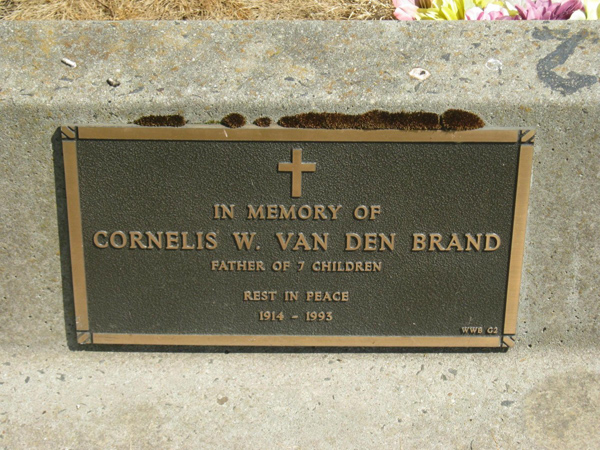 IN MEMORY OF
CORNELIS W. VAN DEN BRAND
FATHER OF 7 CHILDREN
REST IN PEACE
1914 - 1993
WWB G2